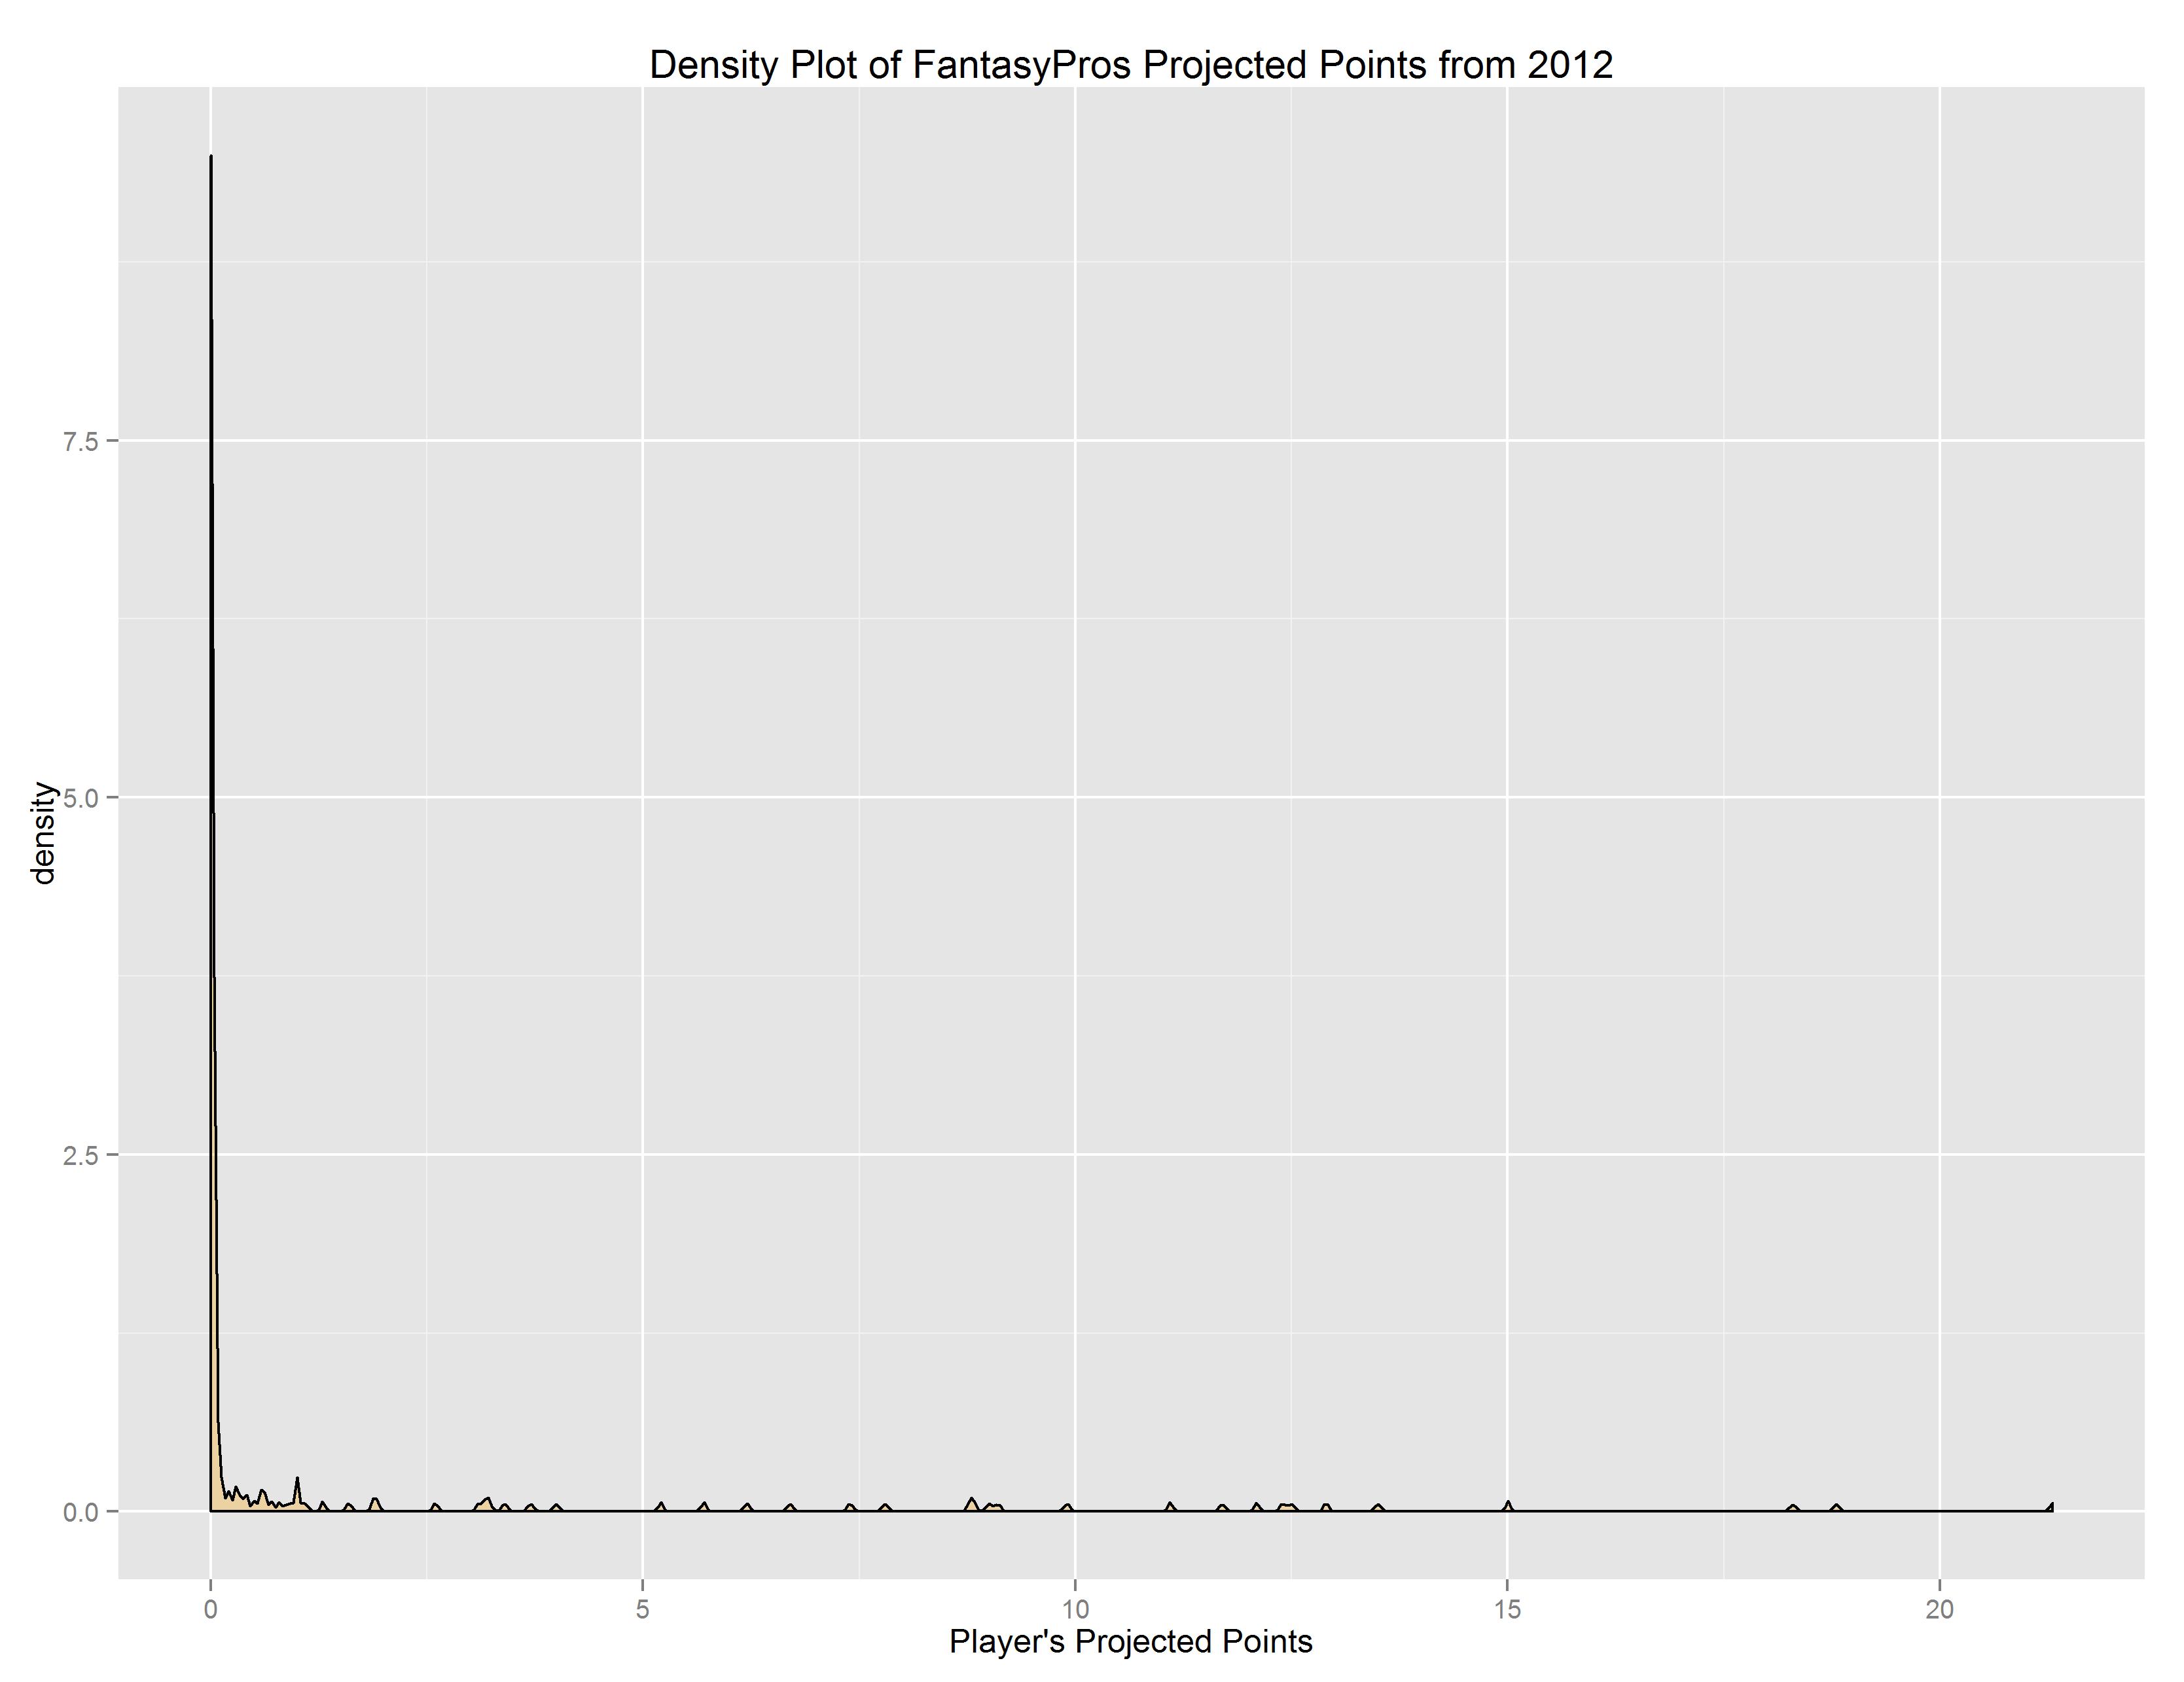 Density Plot of FantasyPros Projected Points from 2012
density
7.5
5.0
2.5
0.0
0 5 10 15 20
Player's Projected Points